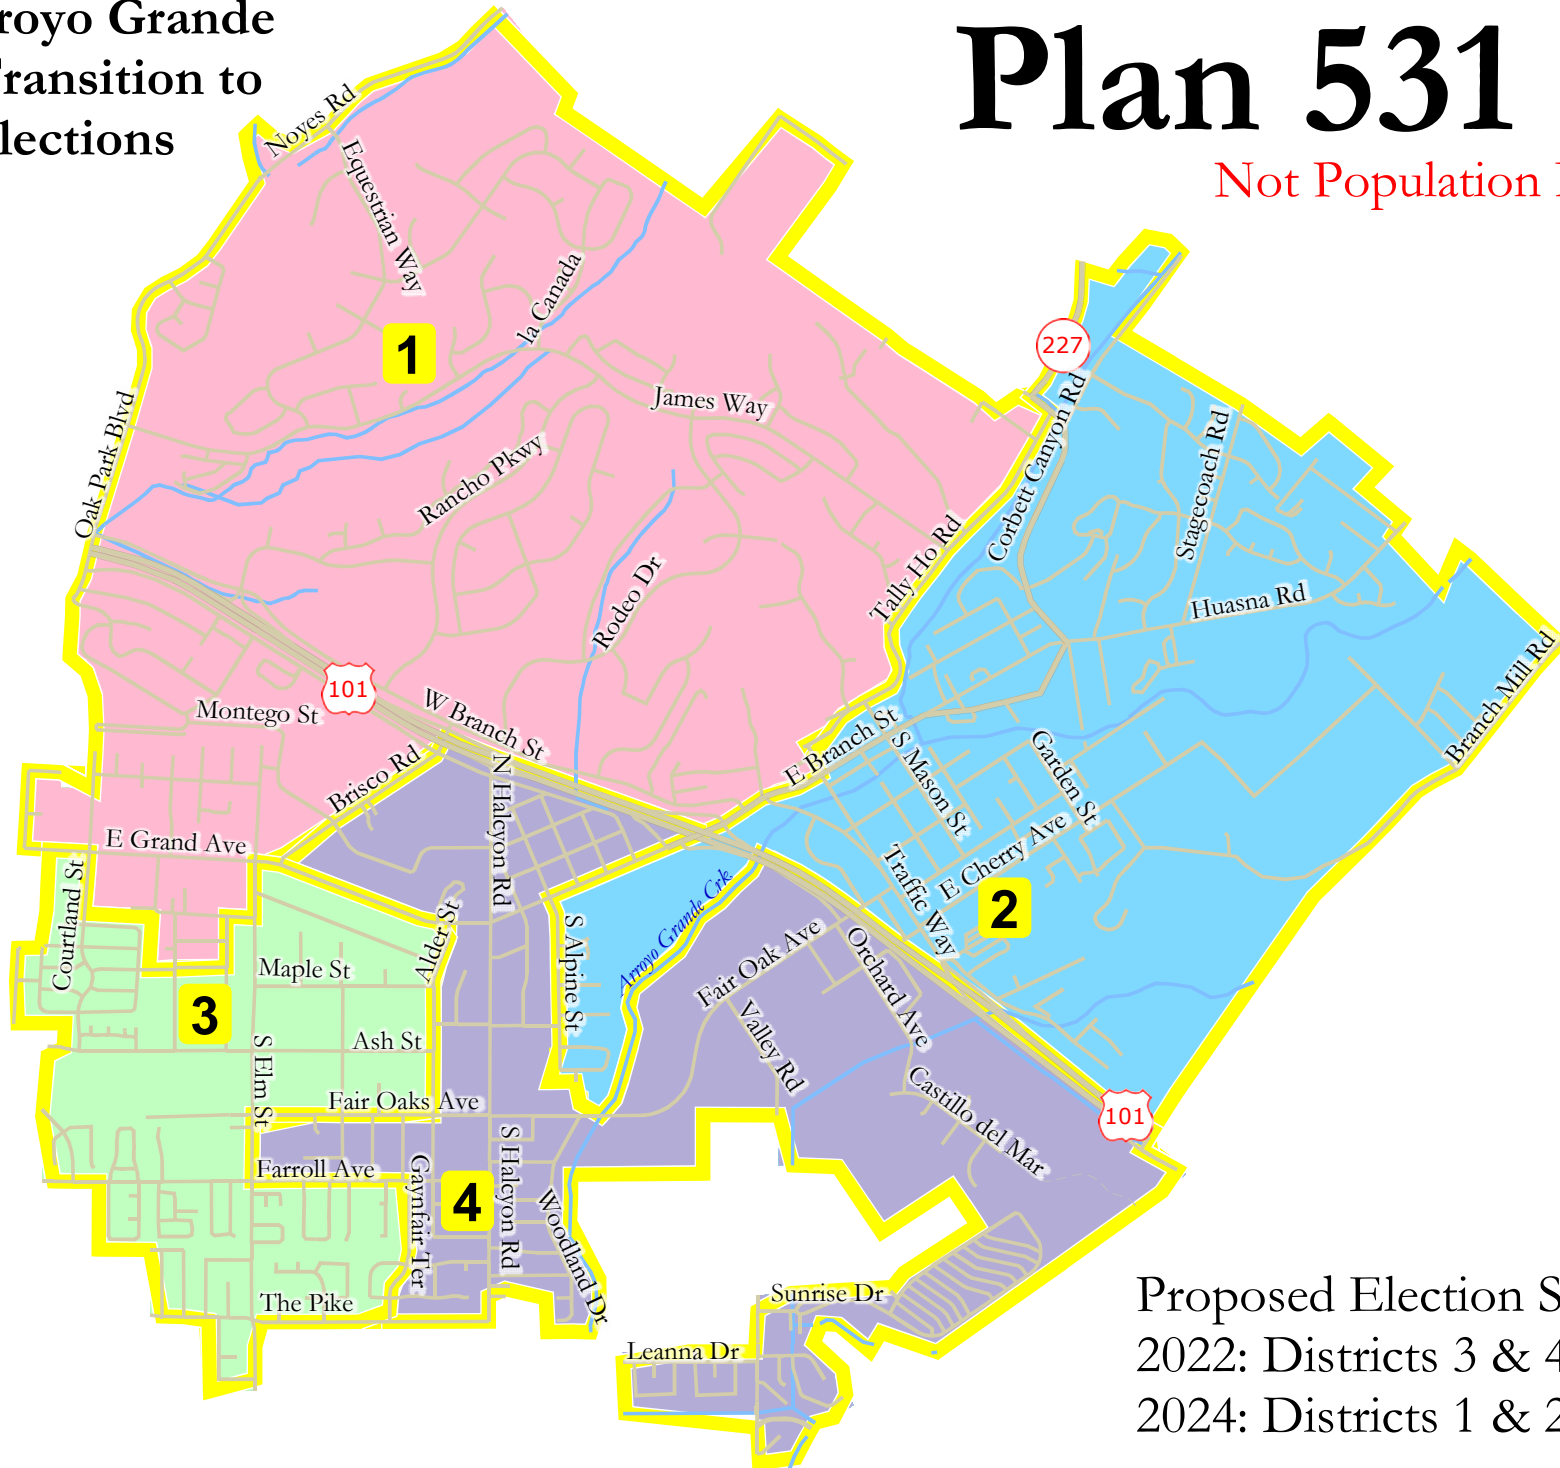 royo Grande
ransition to
lections
Plan 531
Not Population
Noyes Rd
Equestrian Way
la Canada
1
227
James Way
Oak Park Blvd
Rancho Pkwy
Corbett Canyon Rd
Stagecoach Rd
Tally Ho Rd
Huasna Rd
Rodeo Dr
Branch Mill Rd
101
Montego St
W Branch St
E Branch St
S Mason St
Garden St
Brisco Rd
N Halcyon Rd
E Grand Ave
E Cherry Ave
Traffic Way
2
Courtland St
Alder St
S Alpine St
Arroyo Grande Crk
Fair Oak Ave
Orchard Ave
Maple St
3
Valley Rd
Ash St
S Elm St
Castillo del Mar
101
Fair Oaks Ave
Farroll Ave
Gaynfair Ter
4
S Halcyon Rd
Woodland Dr
The Pike
Sunrise Dr
Leanna Dr
Proposed Election S
2022: Districts 3 & 4
2024: Districts 1 & 2